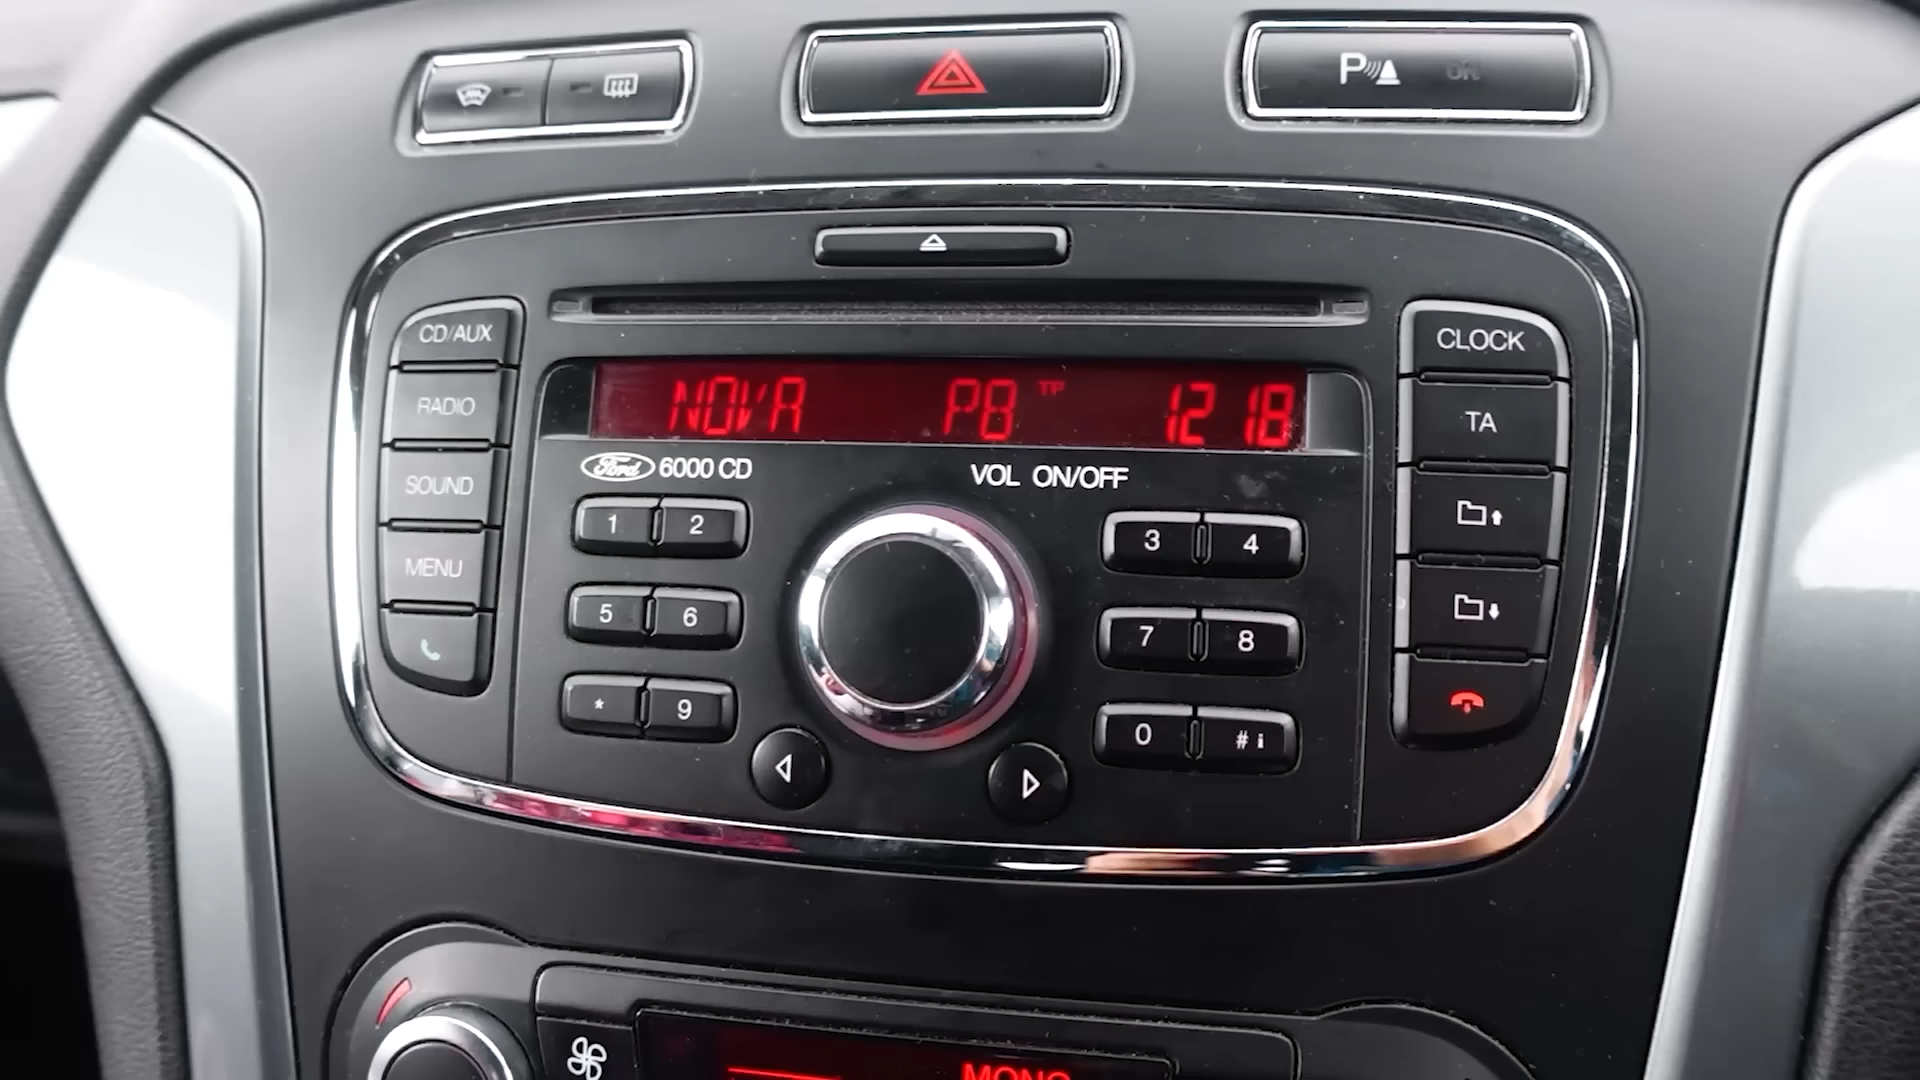 P OFF
CD/AUX
CLOCK
NOVA P8 TP 12 18
RADIO
TA
Ford 6000 CD
VOL ON/OFF
SOUND
1 2
3 4
MENU
5 6
7 8
* 9
0 # i
MONO